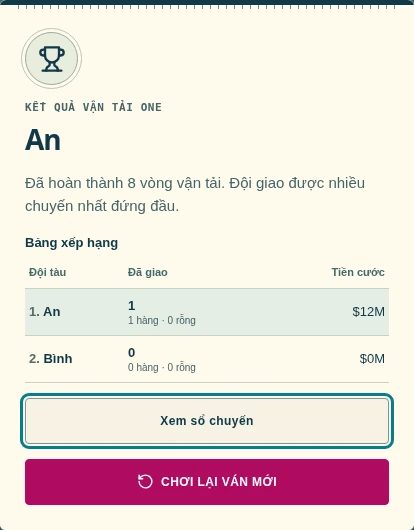 KẾT QUẢ VẬN TẢI ONE
An
Đã hoàn thành 8 vòng vận tải. Đội giao được nhiều
chuyến nhất đứng đầu.
Bảng xếp hạng
Đội tàu Đã giao Tiền cước
1. An 1 $12M
1 hàng · 0 rỗng
2. Bình 0 $0M
0 hàng · 0 rỗng
Xem sổ chuyến
CHƠI LẠI VÁN MỚI